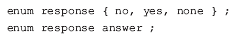 enum response { no, yes, none } ;
enum response answer ;